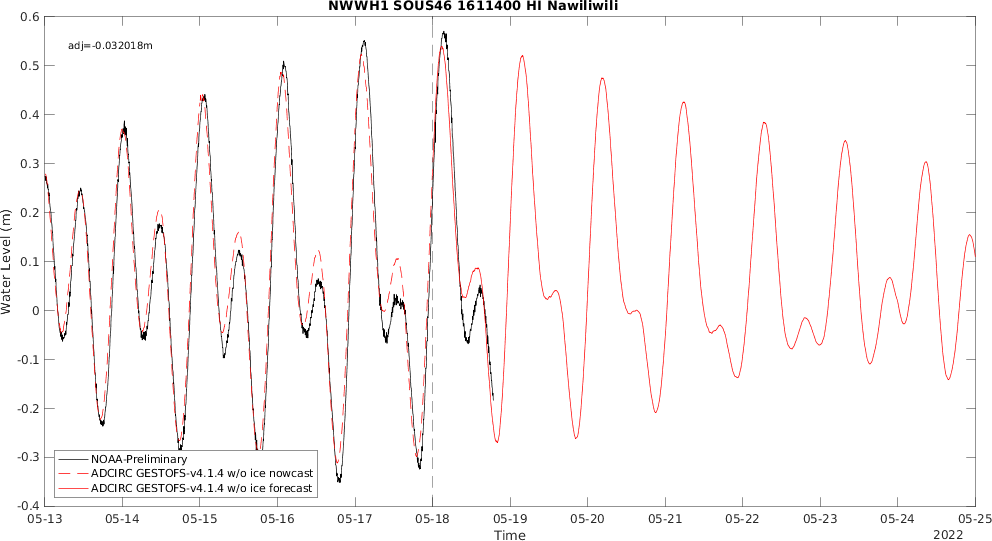 NWWH1 SOUS46 1611400 HI Nawiliwili
adj=-0.032018m
0.6
0.5
0.4
0.3
0.2
0.1
0
-0.1
-0.2
-0.3
-0.4
Water Level (m)
NOAA-Preliminary
ADCIRC GESTOFS-v4.1.4 w/o ice nowcast
ADCIRC GESTOFS-v4.1.4 w/o ice forecast
05-13 05-14 05-15 05-16 05-17 05-18 05-19 05-20 05-21 05-22 05-23 05-24 05-25
Time
2022